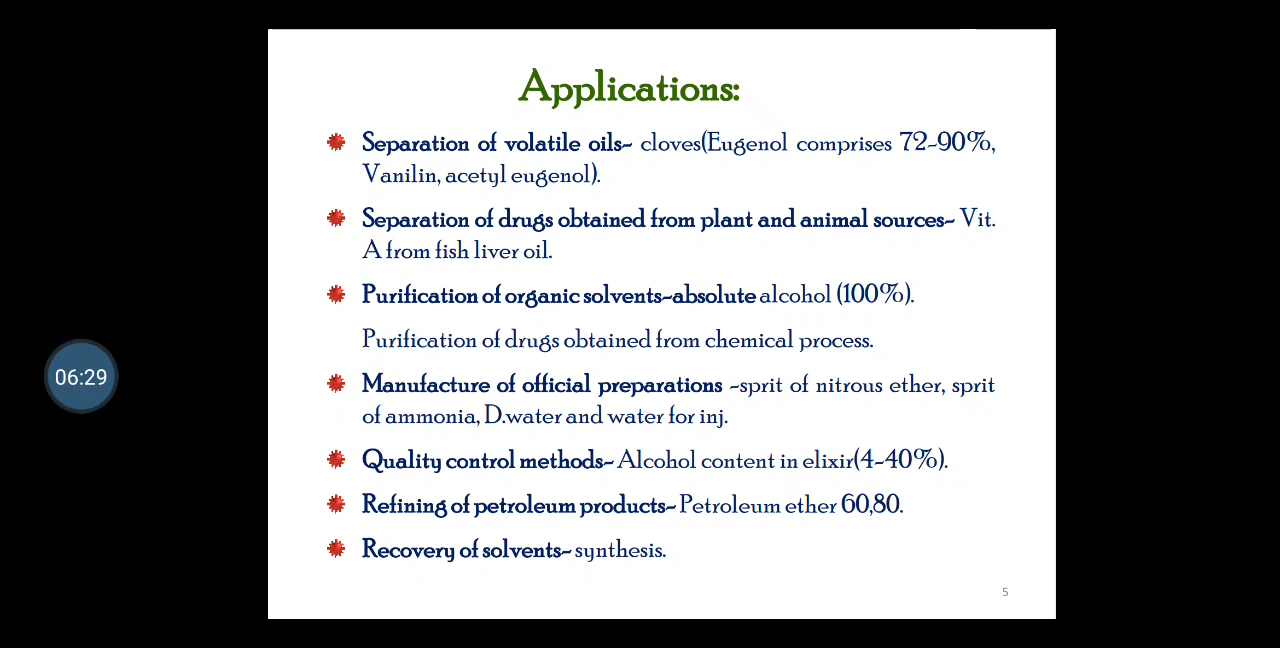 Applications:
Separation of volatile oils- cloves(Eugenol comprises 72-90%,
Vanilin, acetyl eugenol).
Separation of drugs obtained from plant and animal sources- Vit.
A from fish liver oil.
Purification of organic solvents-absolute alcohol (100%).
Purification of drugs obtained from chemical process.
06:29
Manufacture of official preparations -sprit of nitrous ether, sprit
of ammonia, D.water and water for inj.
Quality control methods- Alcohol content in elixir(4-40%).
Refining of petroleum products- Petroleum ether 60,80.
Recovery of solvents- synthesis.
5